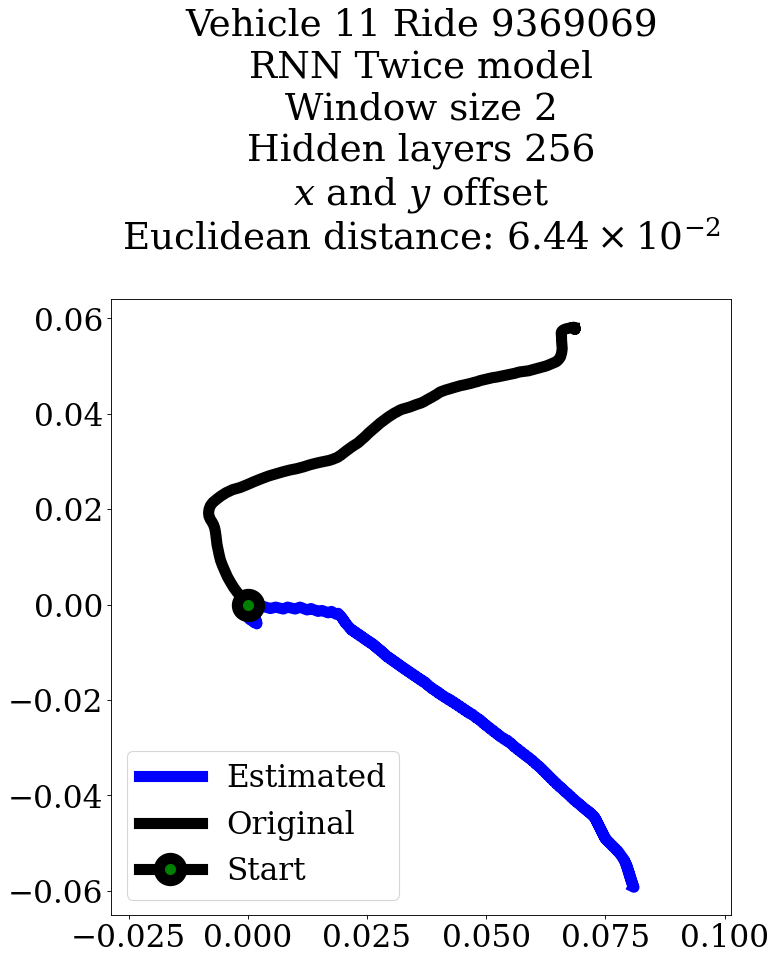 Vehicle 11 Ride 9369069
RNN Twice model
Window size 2
Hidden layers 256
x and y offset
Euclidean distance: 6.44 × 10⁻²
0.06
0.04
0.02
0.00
−0.02
−0.04
−0.06
Estimated
Original
Start
−0.025 0.000 0.025 0.050 0.075 0.100